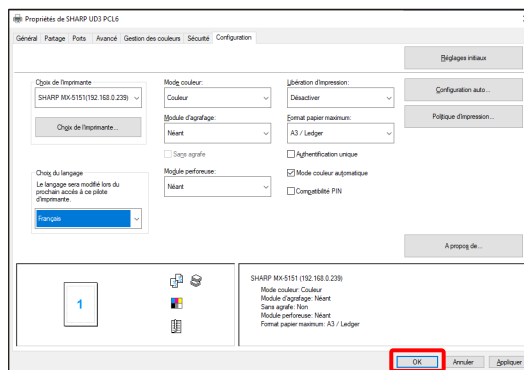 Propriétés de SHARP UD3 PCL6
Général Partage Ports Avancé Gestion des couleurs Sécurité Configuration
Réglages initiaux
Choix de l'imprimante
SHARP MX-5151(192.168.0.239)
Choix de l'imprimante...
Mode couleur:
Couleur
Libération d'impression:
Désactiver
Configuration auto...
Module d'agrafage:
Néant
Format papier maximum:
A3 / Ledger
Politique d'impression...
Sans agrafe
Authentification unique
Choix du langage
Le langage sera modifié lors du
prochain accès à ce pilote
d'imprimante.
Français
Module perforeuse:
Néant
Mode couleur automatique
Compatibilité PIN
A propos de...
1
SHARP MX-5151 (192.168.0.239)
Mode couleur: Couleur
Module d'agrafage: Néant
Sans agrafe: Non
Module perforeuse: Néant
Format papier maximum: A3 / Ledger
OK Annuler Appliquer